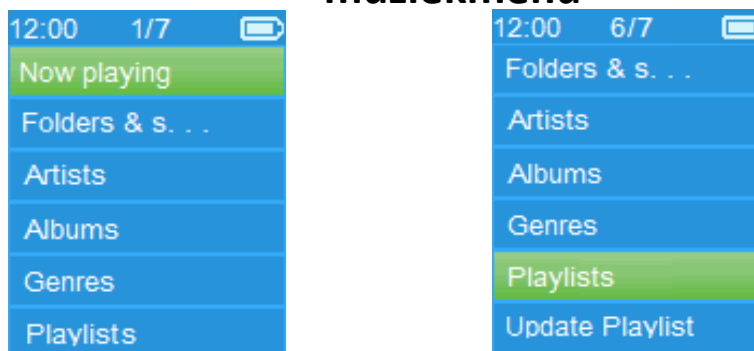 muziekmenu
12:00 1/7
Now playing
Folders & s. . .
Artists
Albums
Genres
Playlists
12:00 6/7
Folders & s. . .
Artists
Albums
Genres
Playlists
Update Playlist